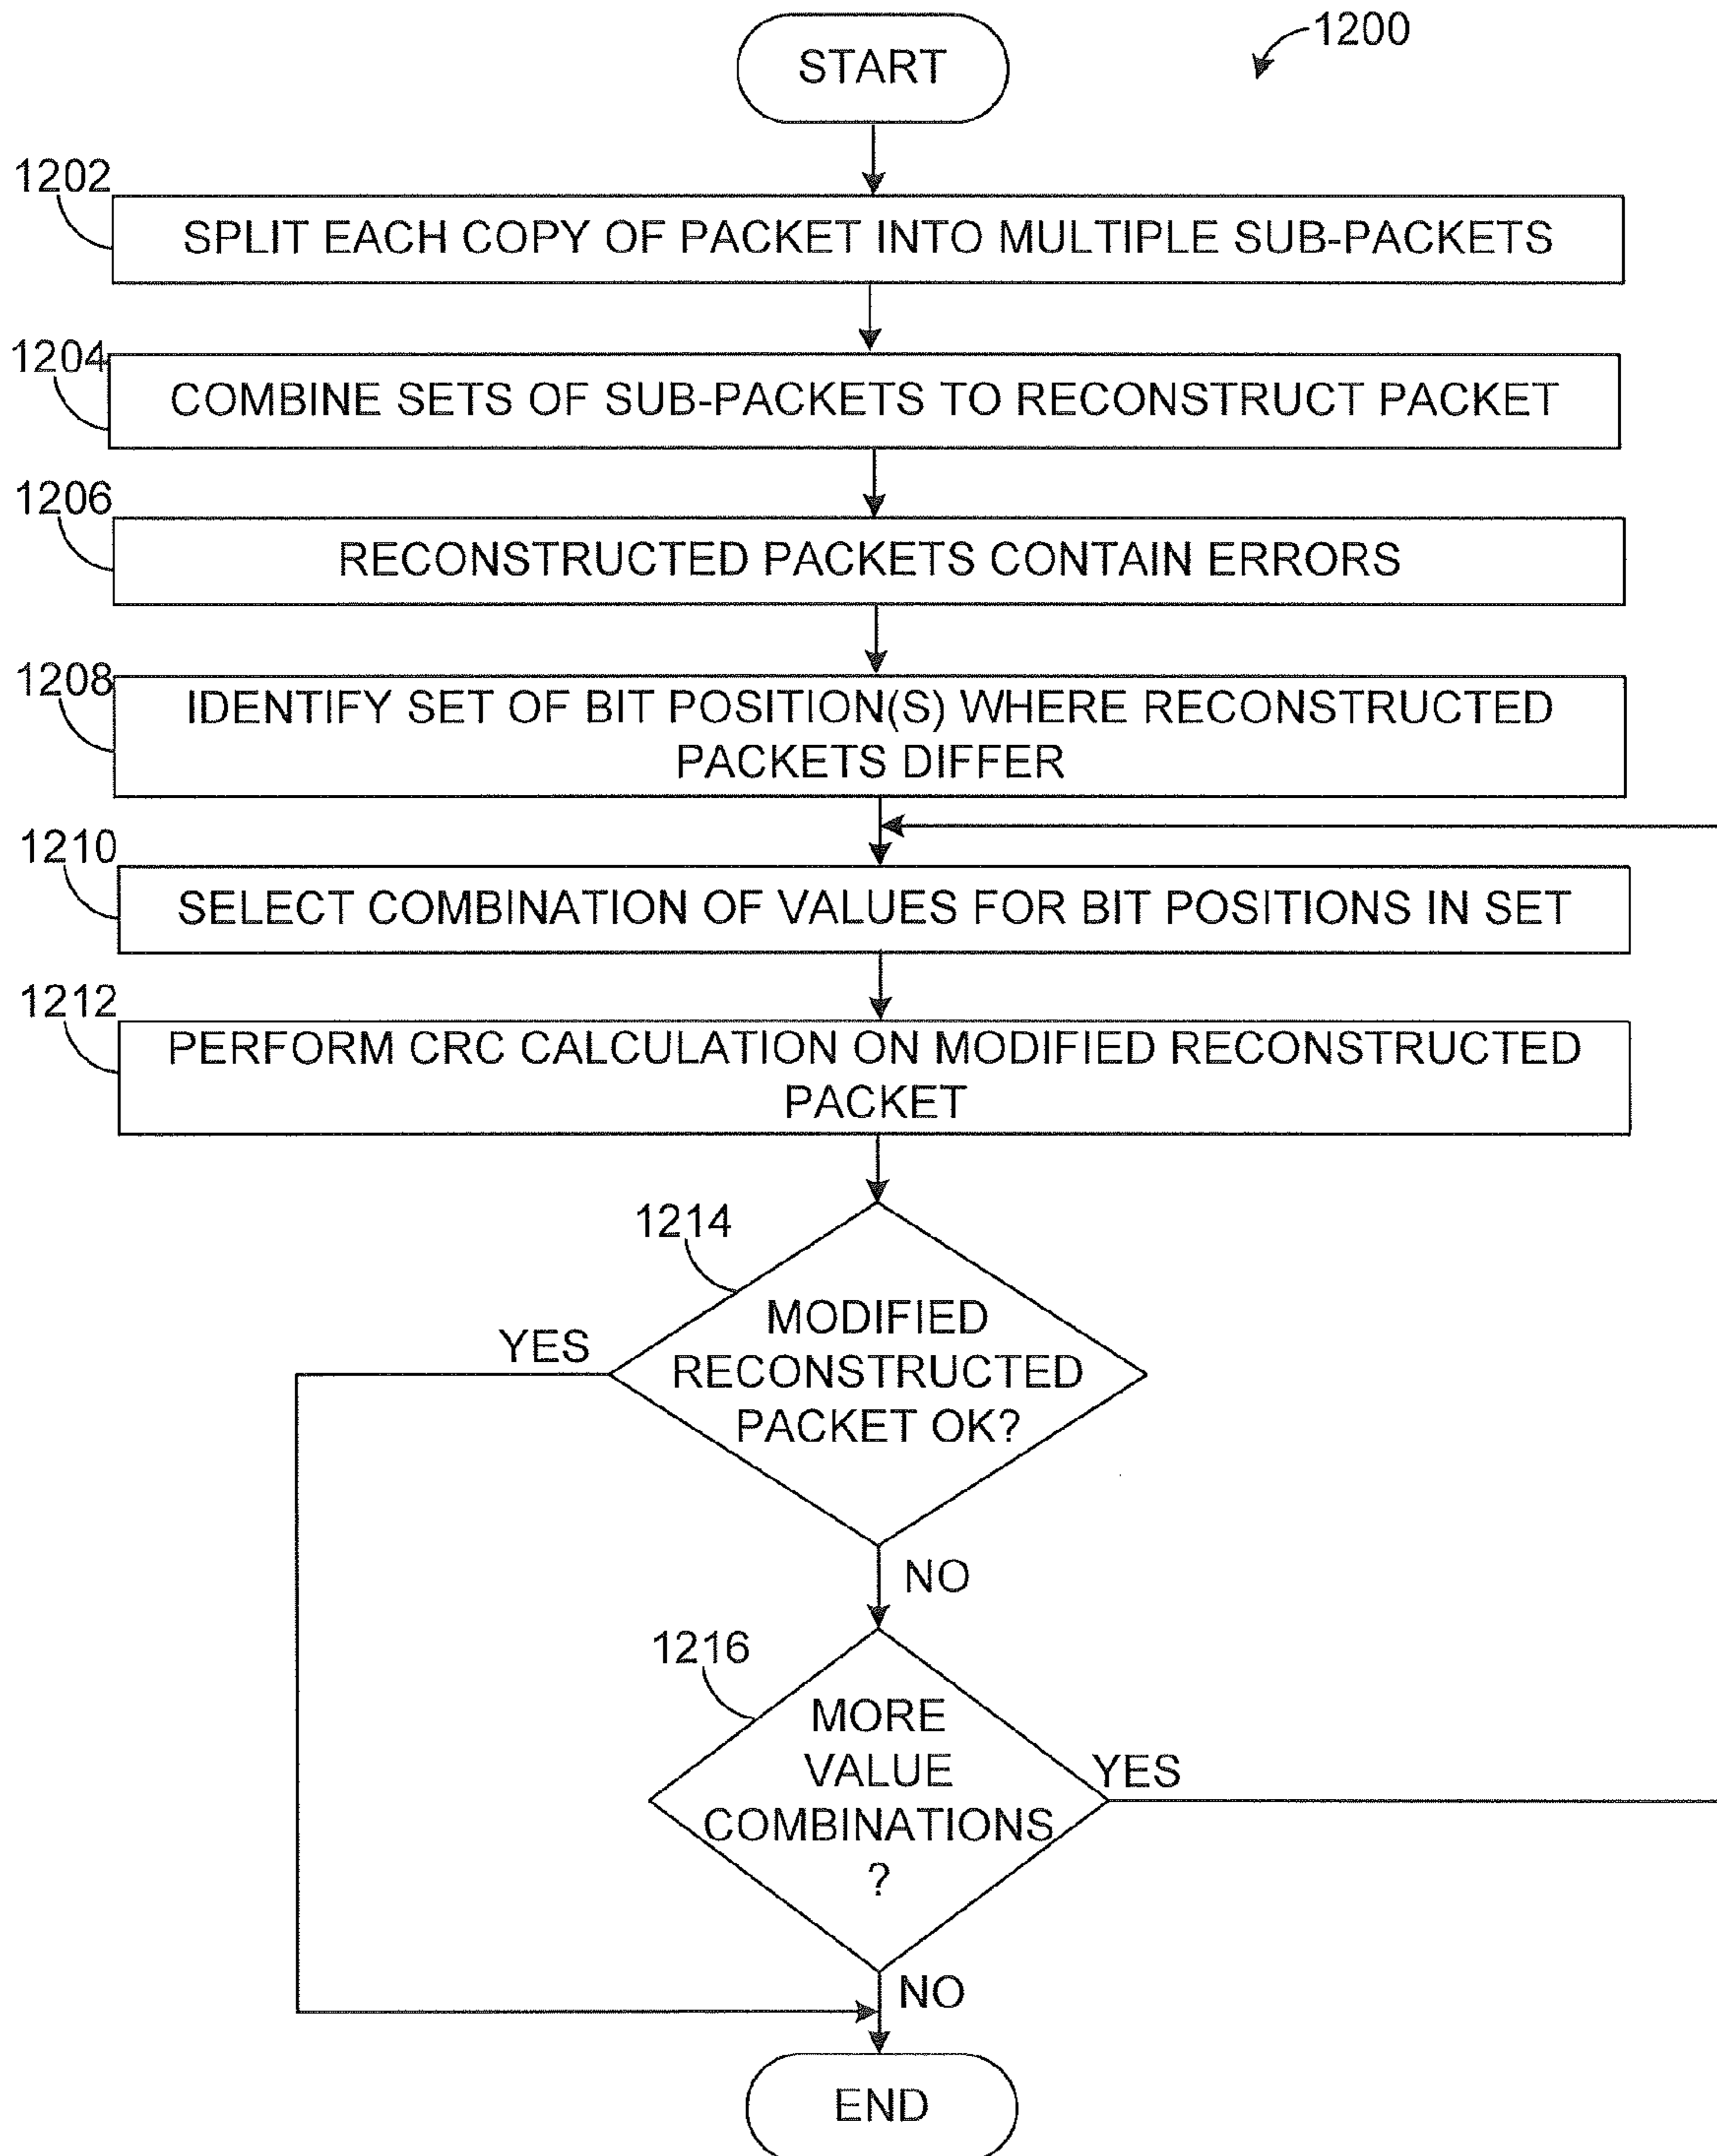 START
1200
1202
SPLIT EACH COPY OF PACKET INTO MULTIPLE SUB-PACKETS
1204
COMBINE SETS OF SUB-PACKETS TO RECONSTRUCT PACKET
1206
RECONSTRUCTED PACKETS CONTAIN ERRORS
1208
IDENTIFY SET OF BIT POSITION(S) WHERE RECONSTRUCTED
PACKETS DIFFER
1210
SELECT COMBINATION OF VALUES FOR BIT POSITIONS IN SET
1212
PERFORM CRC CALCULATION ON MODIFIED RECONSTRUCTED
PACKET
1214
MODIFIED
RECONSTRUCTED
PACKET OK?
YES
NO
1216
MORE
VALUE
COMBINATIONS
?
YES
NO
END